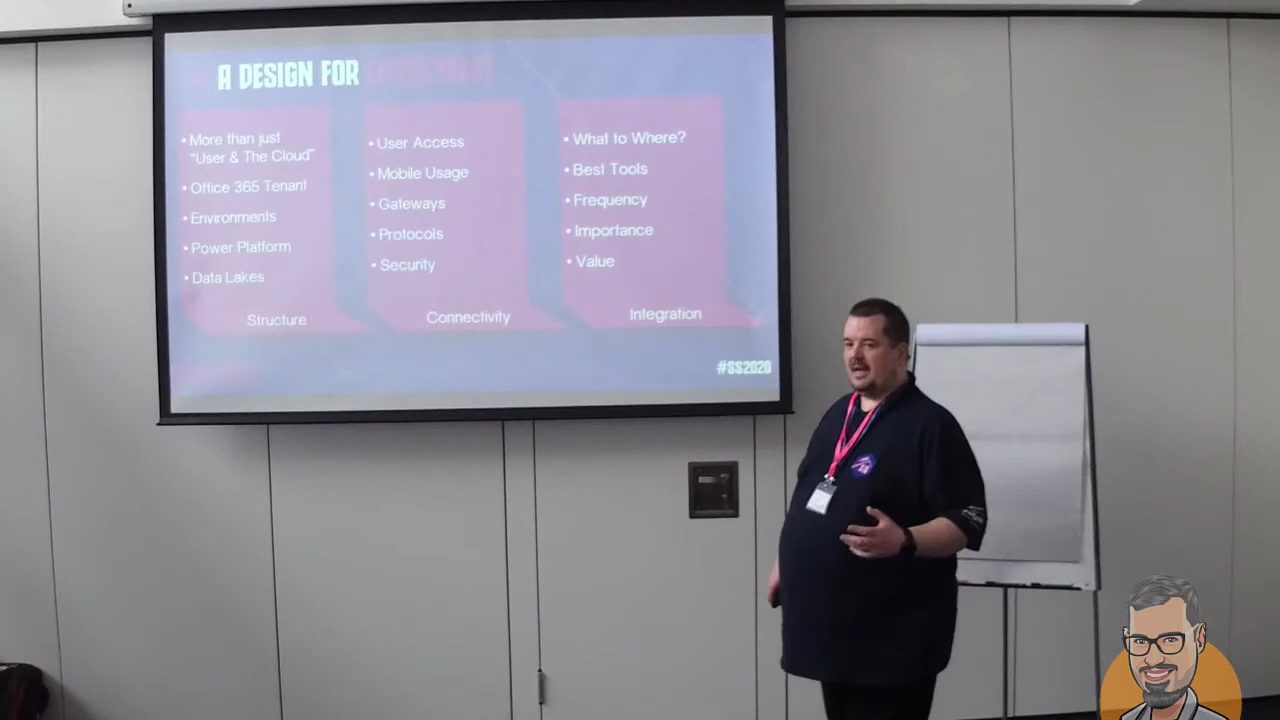 A DESIGN FOR
• More than just
"User & The Cloud"
• Office 365 Tenant
• Environments
• Power Platform
• Data Lakes
Structure
• User Access
• Mobile Usage
• Gateways
• Protocols
• Security
Connectivity
• What to Where?
• Best Tools
• Frequency
• Importance
• Value
Integration
#SS2020